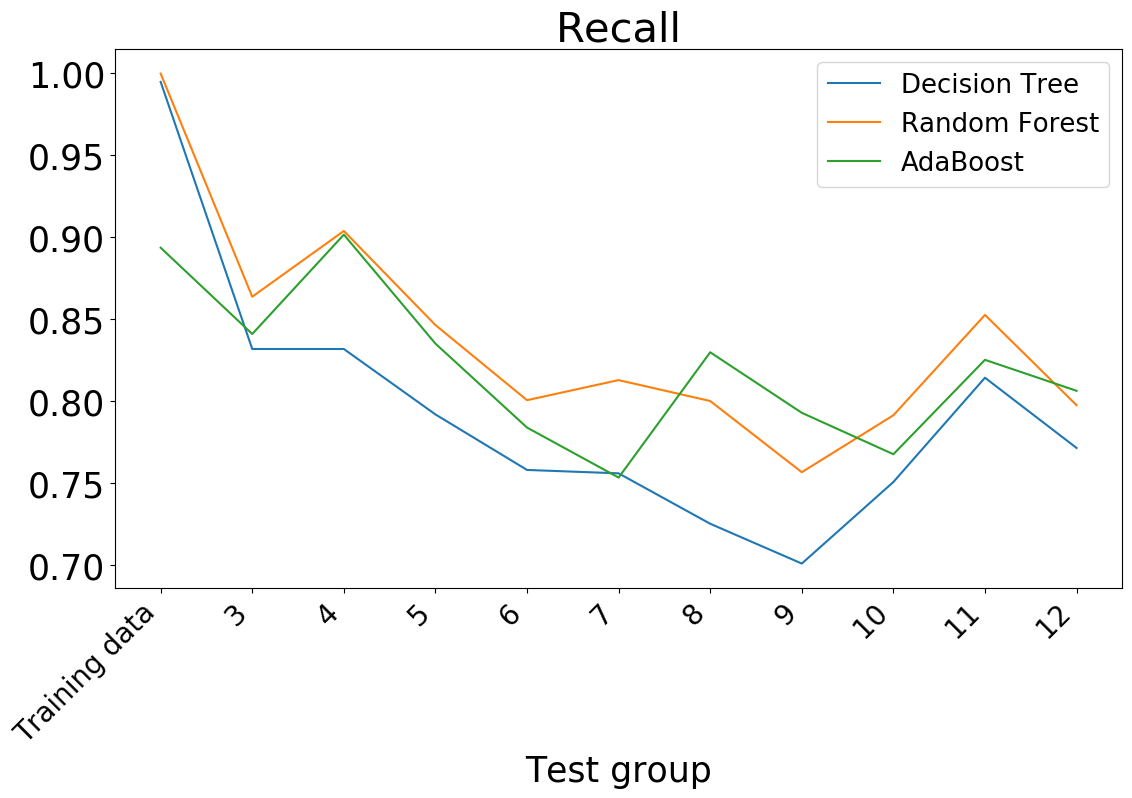 Recall
1.00
0.95
0.90
0.85
0.80
0.75
0.70
Decision Tree
Random Forest
AdaBoost
Training data
3
4
5
6
7
8
9
10
11
12
Test group